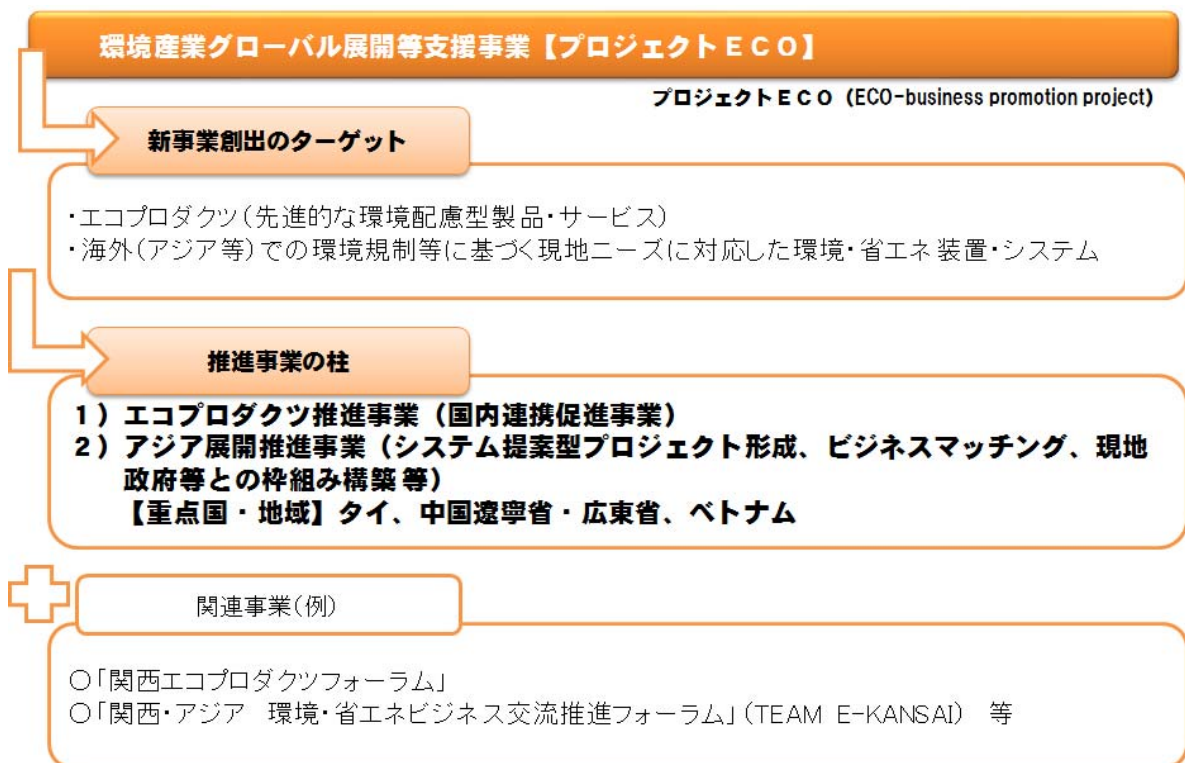 環境産業グローバル展開等支援事業【プロジェクトＥＣＯ】
プロジェクトＥＣＯ（ECO-business promotion project）
新事業創出のターゲット
・エコプロダクツ（先進的な環境配慮型製品・サービス）
・海外（アジア等）での環境規制等に基づく現地ニーズに対応した環境・省エネ装置・システム
推進事業の柱
１）エコプロダクツ推進事業（国内連携促進事業）
２）アジア展開推進事業（システム提案型プロジェクト形成、ビジネスマッチング、現地
政府等との枠組み構築 等）
【重点国・地域】タイ、中国遼寧省・広東省、ベトナム
関連事業（例）
○「関西エコプロダクツフォーラム」
○「関西・アジア　環境・省エネビジネス交流推進フォーラム」（TEAM E-KANSAI）　等